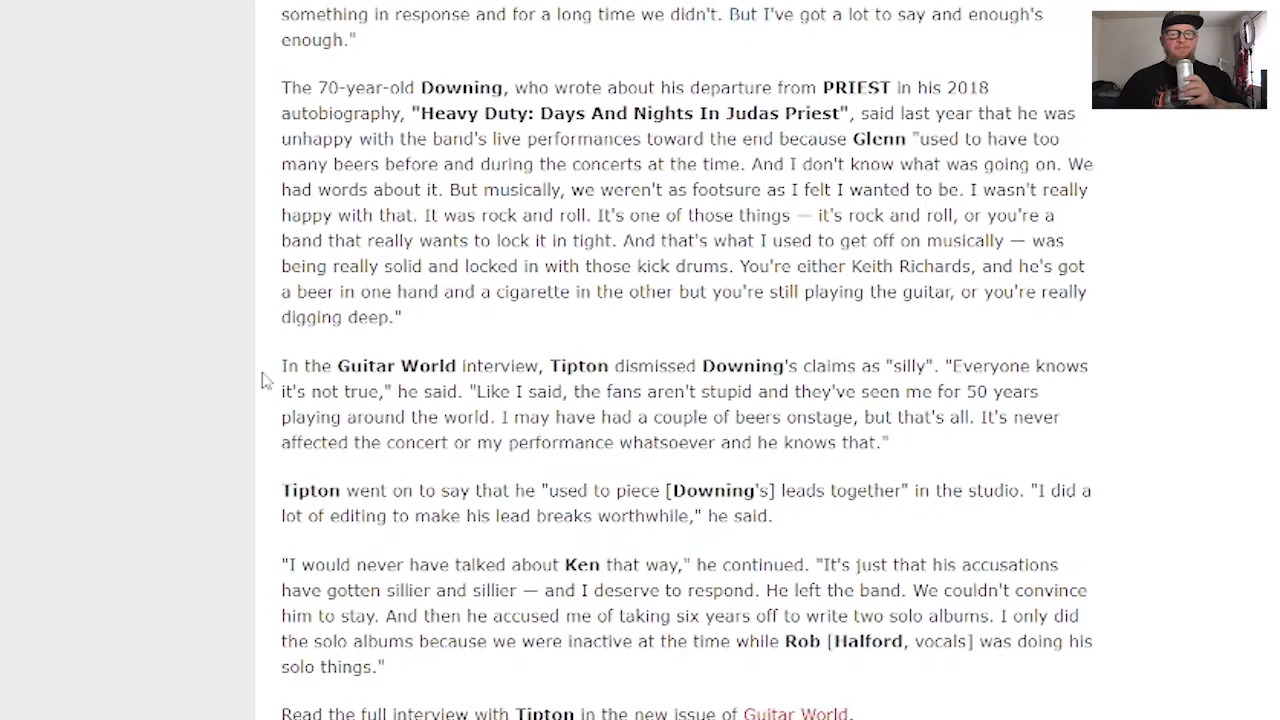 something in response and for a long time we didn't. But I've got a lot to say and enough's
enough."
The 70-year-old Downing, who wrote about his departure from PRIEST in his 2018
autobiography, "Heavy Duty: Days And Nights In Judas Priest", said last year that he was
unhappy with the band's live performances toward the end because Glenn "used to have too
many beers before and during the concerts at the time. And I don't know what was going on. We
had words about it. But musically, we weren't as footsure as I felt I wanted to be. I wasn't really
happy with that. It was rock and roll. It's one of those things — it's rock and roll, or you're a
band that really wants to lock it in tight. And that's what I used to get off on musically — was
being really solid and locked in with those kick drums. You're either Keith Richards, and he's got
a beer in one hand and a cigarette in the other but you're still playing the guitar, or you're really
digging deep."
In the Guitar World interview, Tipton dismissed Downing's claims as "silly". "Everyone knows
it's not true," he said. "Like I said, the fans aren't stupid and they've seen me for 50 years
playing around the world. I may have had a couple of beers onstage, but that's all. It's never
affected the concert or my performance whatsoever and he knows that."
Tipton went on to say that he "used to piece [Downing's] leads together" in the studio. "I did a
lot of editing to make his lead breaks worthwhile," he said.
"I would never have talked about Ken that way," he continued. "It's just that his accusations
have gotten sillier and sillier — and I deserve to respond. He left the band. We couldn't convince
him to stay. And then he accused me of taking six years off to write two solo albums. I only did
the solo albums because we were inactive at the time while Rob [Halford, vocals] was doing his
solo things."
Read the full interview with Tipton in the new issue of Guitar World.